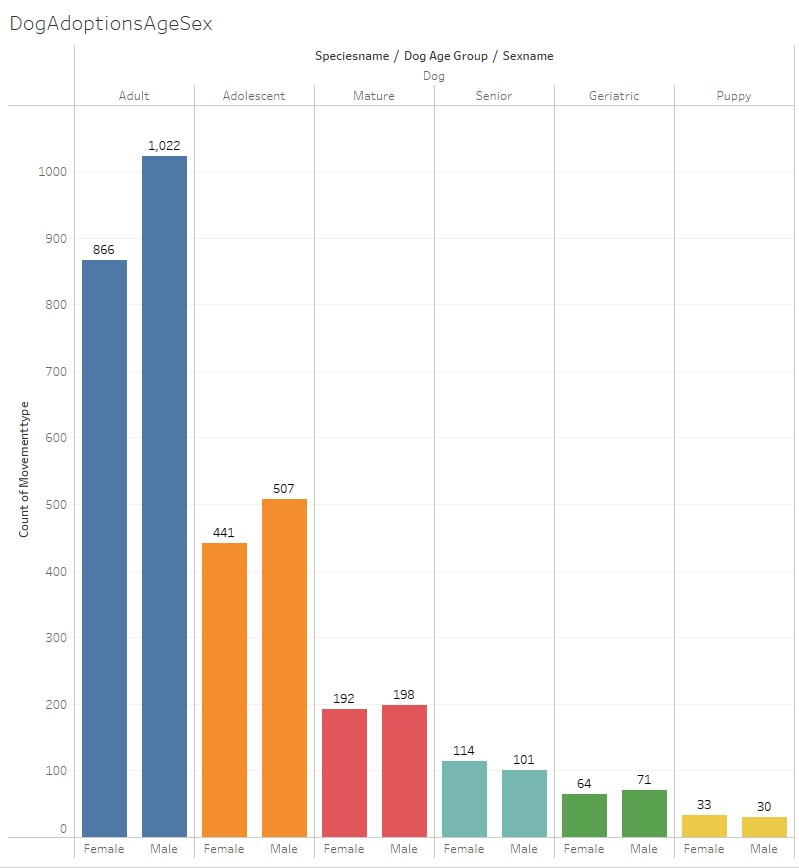 DogAdoptionsAgeSex
Speciesname / Dog Age Group / Sexname
Dog
Adult Adolescent Mature Senior Geriatric Puppy
Count of Movementtype
1000
900
800
700
600
500
400
300
200
100
0
866 1,022 441 507 192 198 114 101 64 71 33 30
Female Male Female Male Female Male Female Male Female Male Female Male